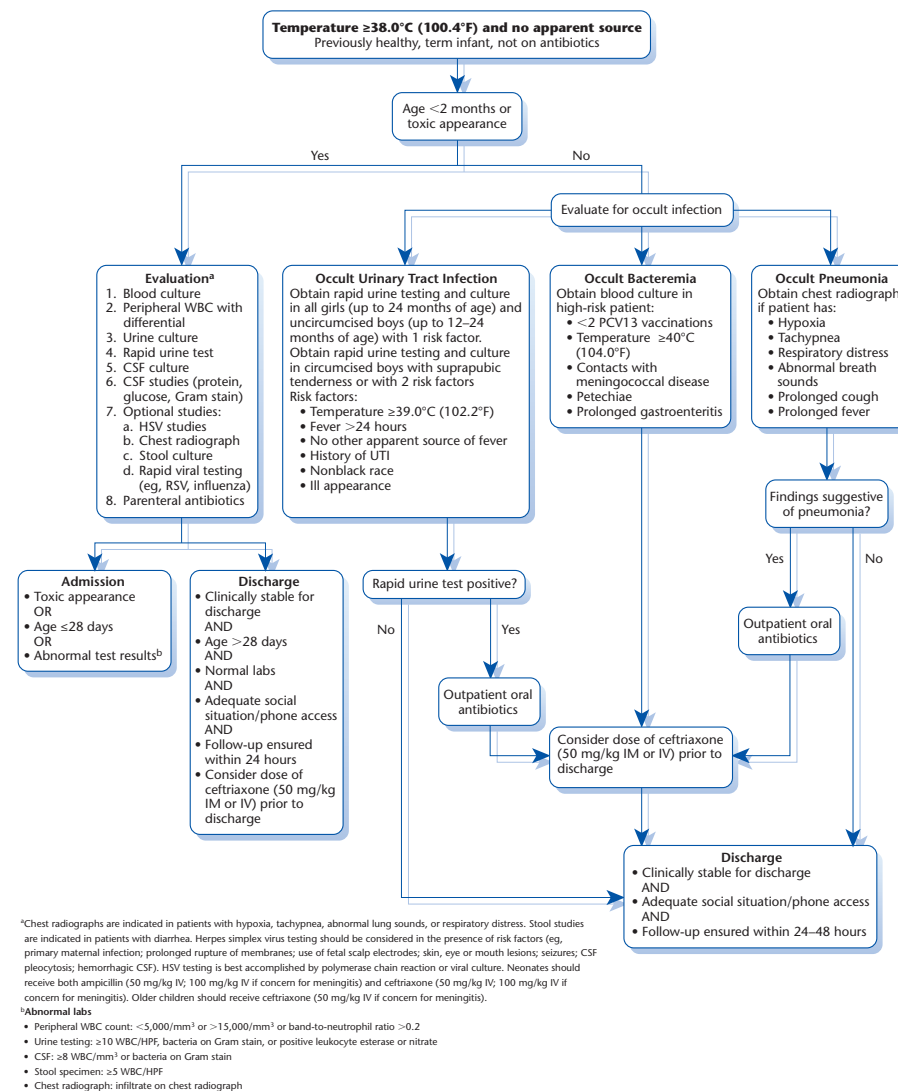 Temperature ≥38.0°C (100.4°F) and no apparent source
Previously healthy, term infant, not on antibiotics
Age <2 months or
toxic appearance
Yes
No
Evaluate for occult infection
Evaluationᵃ
1. Blood culture
2. Peripheral WBC with
differential
3. Urine culture
4. Rapid urine test
5. CSF culture
6. CSF studies (protein,
glucose, Gram stain)
7. Optional studies:
a. HSV studies
b. Chest radiograph
c. Stool culture
d. Rapid viral testing
(eg, RSV, influenza)
8. Parenteral antibiotics
Occult Urinary Tract Infection
Obtain rapid urine testing and culture
in all girls (up to 24 months of age) and
uncircumcised boys (up to 12–24
months of age) with 1 risk factor.
Obtain rapid urine testing and culture
in circumcised boys with suprapubic
tenderness or with 2 risk factors
Risk factors:
• Temperature ≥39.0°C (102.2°F)
• Fever >24 hours
• No other apparent source of fever
• History of UTI
• Nonblack race
• Ill appearance
Occult Bacteremia
Obtain blood culture in
high-risk patient:
• <2 PCV13 vaccinations
• Temperature ≥40°C
(104.0°F)
• Contacts with
meningococcal disease
• Petechiae
• Prolonged gastroenteritis
Occult Pneumonia
Obtain chest radiograph
if patient has:
• Hypoxia
• Tachypnea
• Respiratory distress
• Abnormal breath
sounds
• Prolonged cough
• Prolonged fever
Findings suggestive
of pneumonia?
Yes
No
Admission
• Toxic appearance
OR
• Age ≤28 days
OR
• Abnormal test resultsᵇ
Discharge
• Clinically stable for
discharge
AND
• Age >28 days
AND
• Normal labs
AND
• Adequate social
situation/phone access
AND
• Follow-up ensured
within 24 hours
• Consider dose of
ceftriaxone (50 mg/kg
IM or IV) prior to
discharge
Rapid urine test positive?
No
Yes
Outpatient oral
antibiotics
Outpatient oral
antibiotics
Consider dose of ceftriaxone
(50 mg/kg IM or IV) prior to
discharge
Discharge
• Clinically stable for discharge
AND
• Adequate social situation/phone access
AND
• Follow-up ensured within 24–48 hours
ᵃChest radiographs are indicated in patients with hypoxia, tachypnea, abnormal lung sounds, or respiratory distress. Stool studies
are indicated in patients with diarrhea. Herpes simplex virus testing should be considered in the presence of risk factors (eg,
primary maternal infection; prolonged rupture of membranes; use of fetal scalp electrodes; skin, eye or mouth lesions; seizures; CSF
pleocytosis; hemorrhagic CSF). HSV testing is best accomplished by polymerase chain reaction or viral culture. Neonates should
receive both ampicillin (50 mg/kg IV; 100 mg/kg IV if concern for meningitis) and ceftriaxone (50 mg/kg IV; 100 mg/kg IV if
concern for meningitis). Older children should receive ceftriaxone (50 mg/kg IV if concern for meningitis).
ᵇAbnormal labs
• Peripheral WBC count: <5,000/mm³ or >15,000/mm³ or band-to-neutrophil ratio >0.2
• Urine testing: ≥10 WBC/HPF, bacteria on Gram stain, or positive leukocyte esterase or nitrate
• CSF: ≥8 WBC/mm³ or bacteria on Gram stain
• Stool specimen: ≥5 WBC/HPF
• Chest radiograph: infiltrate on chest radiograph